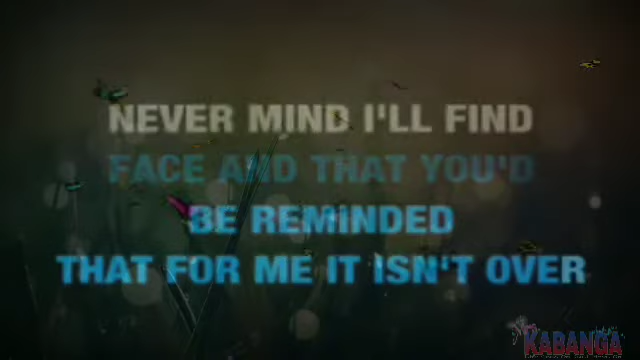 NEVER MIND I'LL FIND
FACE AND THAT YOU'D
BE REMINDED
THAT FOR ME IT ISN'T OVER
KABANGA